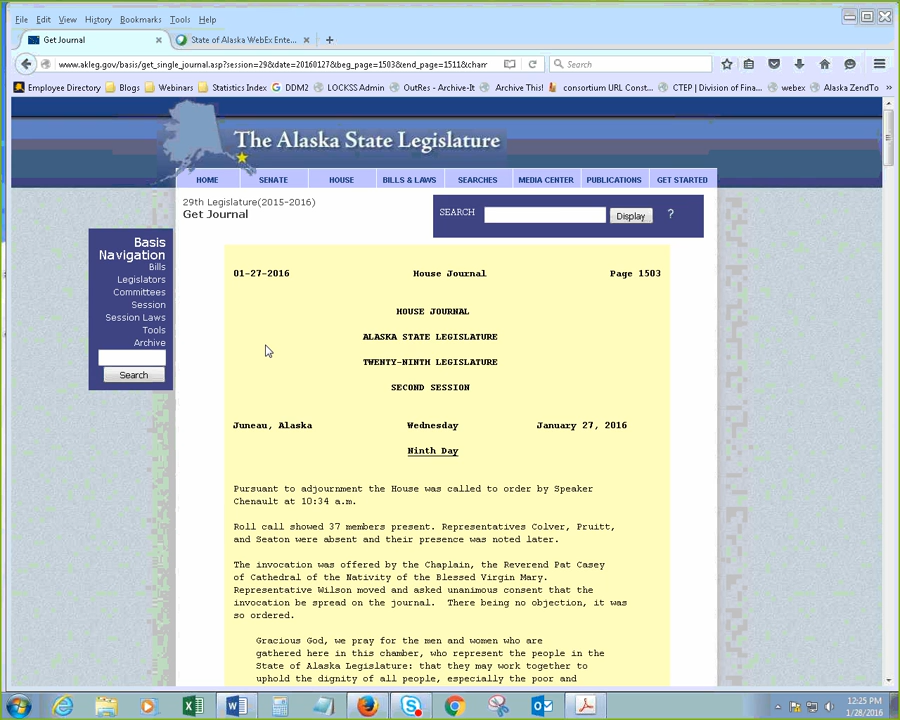 File Edit View History Bookmarks Tools Help
Get Journal
State of Alaska WebEx Ente...
www.akleg.gov/basis/get_single_journal.asp?session=29&date=20160127&beg_page=1503&end_page=1511&cham
Search
Employee Directory Blogs Webinars Statistics Index DDM2 LOCKSS Admin OutRes - Archive-It Archive This! consortium URL Const... CTEP | Division of Fina... webex Alaska ZendTo »
The Alaska State Legislature
HOME SENATE HOUSE BILLS & LAWS SEARCHES MEDIA CENTER PUBLICATIONS GET STARTED
29th Legislature(2015-2016)
Get Journal
SEARCH Display ?
Basis
Navigation
Bills
Legislators
Committees
Session
Session Laws
Tools
Archive
Search
01-27-2016 House Journal Page 1503
HOUSE JOURNAL
ALASKA STATE LEGISLATURE
TWENTY-NINTH LEGISLATURE
SECOND SESSION
Juneau, Alaska Wednesday January 27, 2016
Ninth Day
Pursuant to adjournment the House was called to order by Speaker
Chenault at 10:34 a.m.
Roll call showed 37 members present. Representatives Colver, Pruitt,
and Seaton were absent and their presence was noted later.
The invocation was offered by the Chaplain, the Reverend Pat Casey
of Cathedral of the Nativity of the Blessed Virgin Mary.
Representative Wilson moved and asked unanimous consent that the
invocation be spread on the journal. There being no objection, it was
so ordered.
Gracious God, we pray for the men and women who are
gathered here in this chamber, who represent the people in the
State of Alaska Legislature: that they may work together to
uphold the dignity of all people, especially the poor and
12:25 PM
1/28/2016